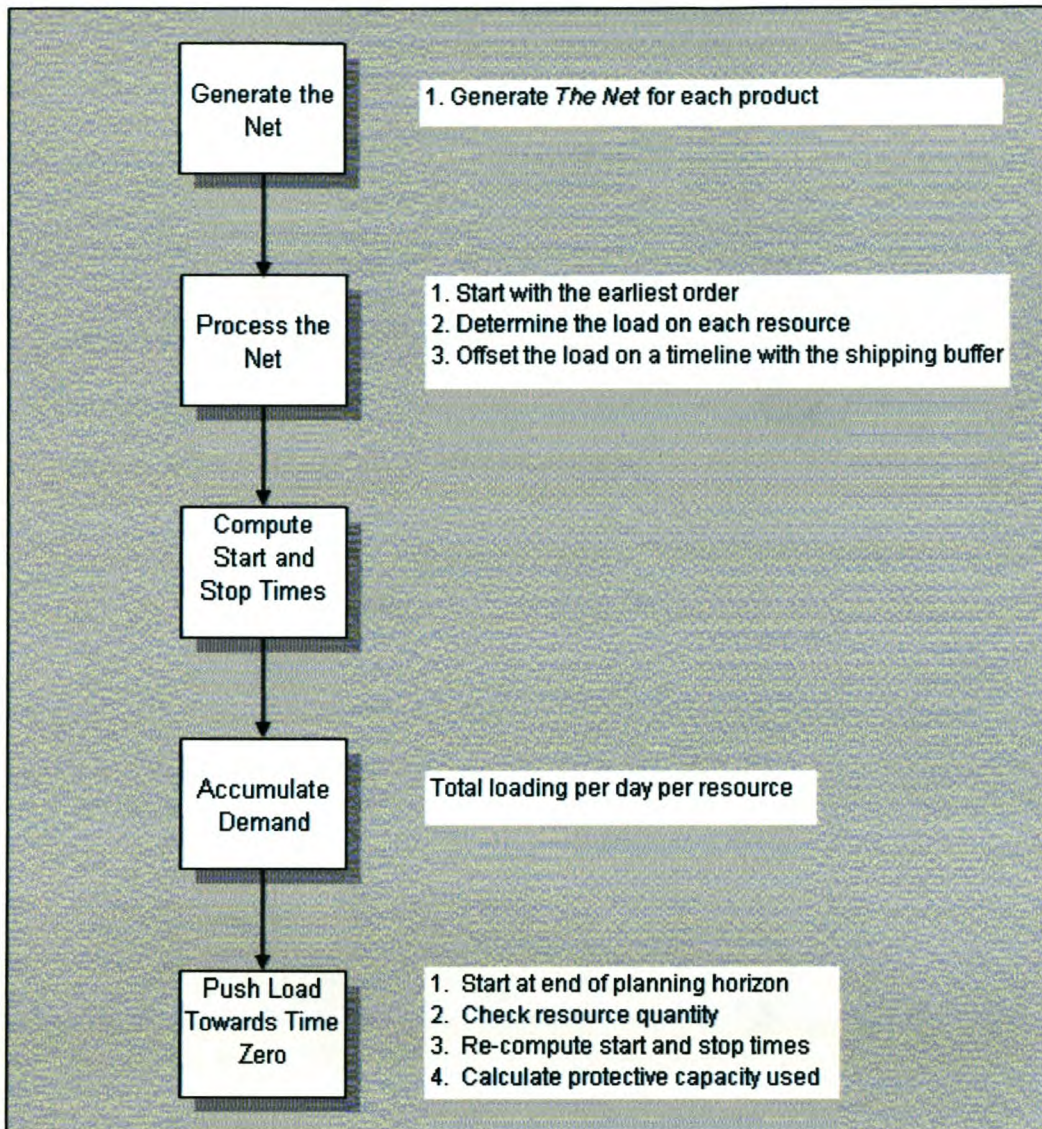 Generate the
Net
1. Generate The Net for each product
Process the
Net
1. Start with the earliest order
2. Determine the load on each resource
3. Offset the load on a timeline with the shipping buffer
Compute
Start and
Stop Times
Accumulate
Demand
Total loading per day per resource
Push Load
Towards Time
Zero
1. Start at end of planning horizon
2. Check resource quantity
3. Re-compute start and stop times
4. Calculate protective capacity used